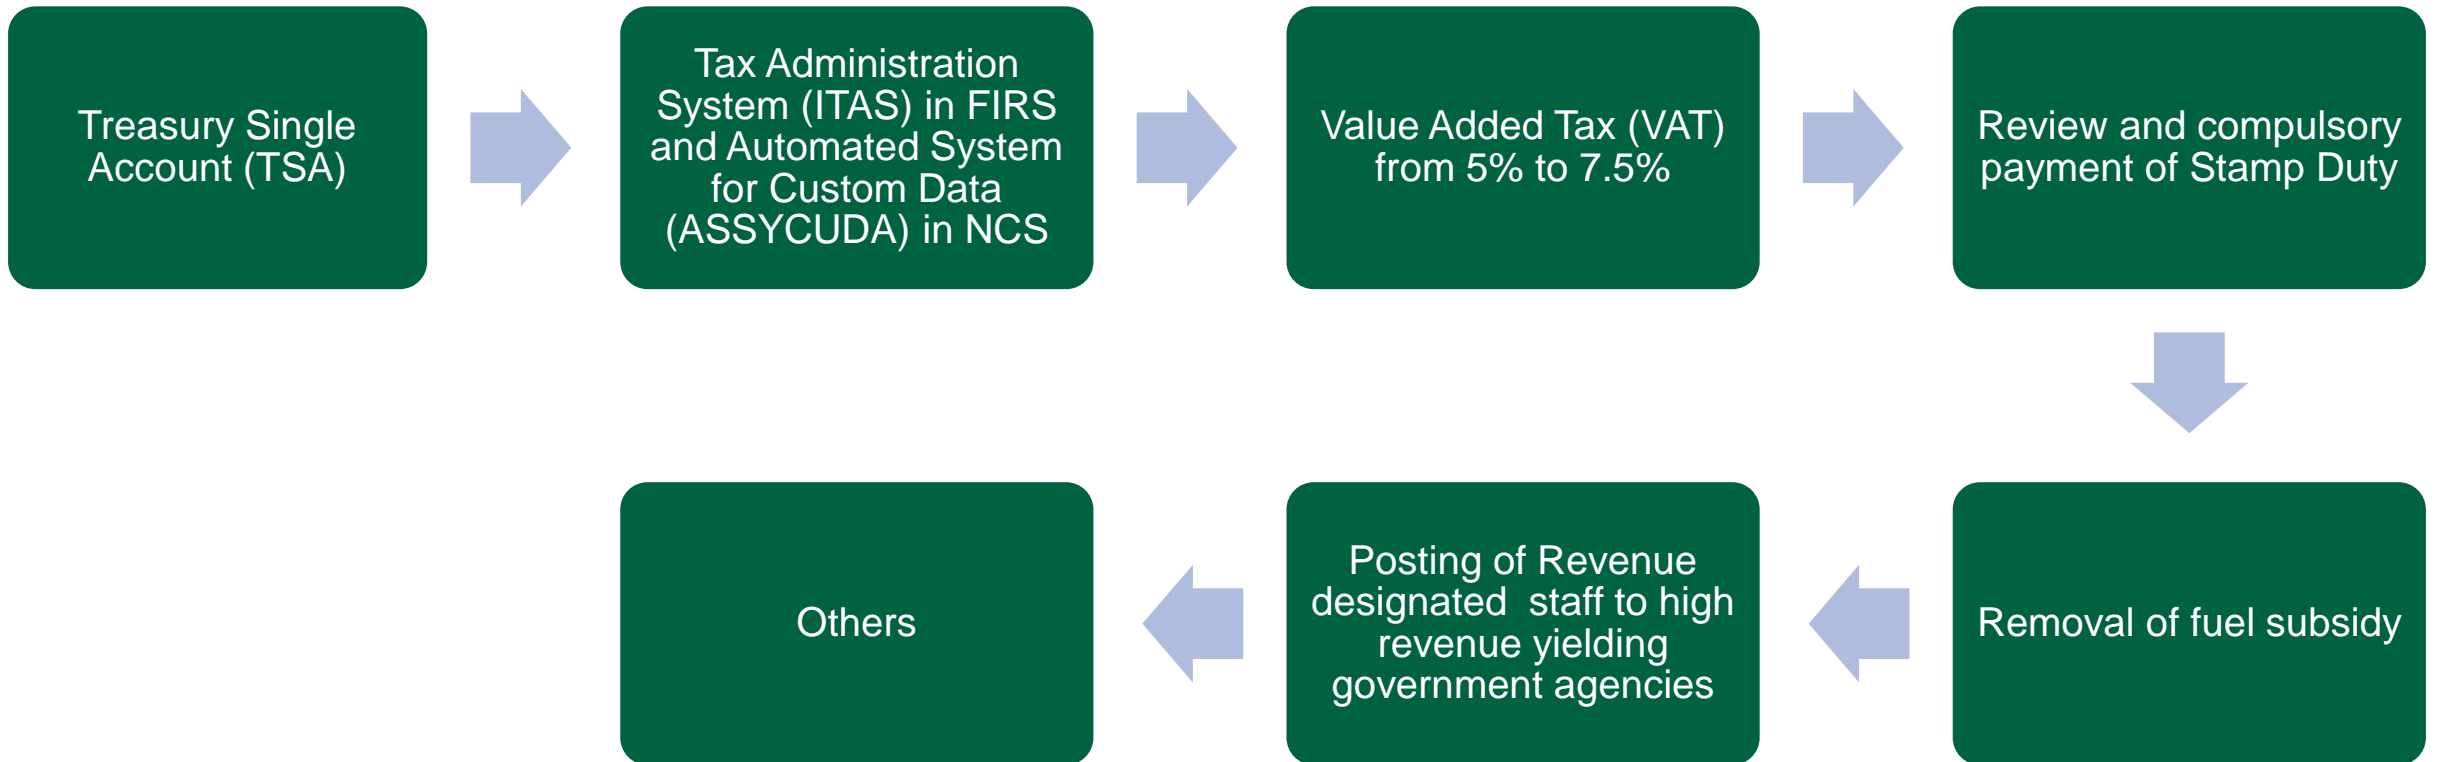 Treasury Single
Account (TSA)
Tax Administration
System (ITAS) in FIRS
and Automated System
for Custom Data
(ASSYCUDA) in NCS
Value Added Tax (VAT)
from 5% to 7.5%
Review and compulsory
payment of Stamp Duty
Removal of fuel subsidy
Posting of Revenue
designated  staff to high
revenue yielding
government agencies
Others